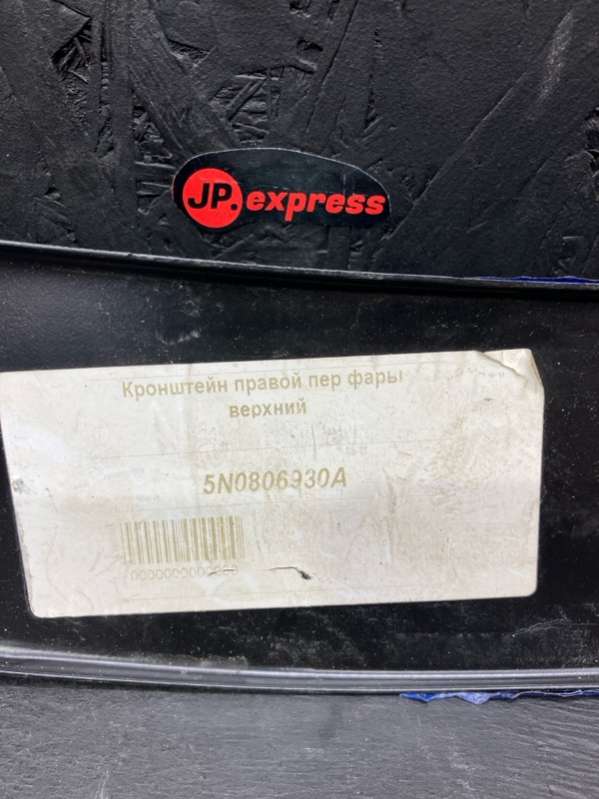 JP.express
Кронштейн правой пер фары
верхний
5N0806930A